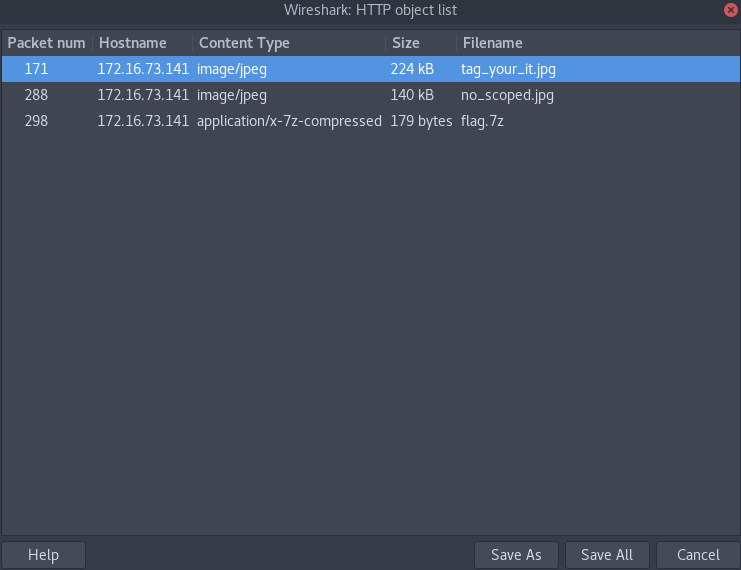 Wireshark: HTTP object list
Packet num Hostname Content Type Size Filename
171 172.16.73.141 image/jpeg 224 kB tag_your_it.jpg
288 172.16.73.141 image/jpeg 140 kB no_scoped.jpg
298 172.16.73.141 application/x-7z-compressed 179 bytes flag.7z
Help Save As Save All Cancel